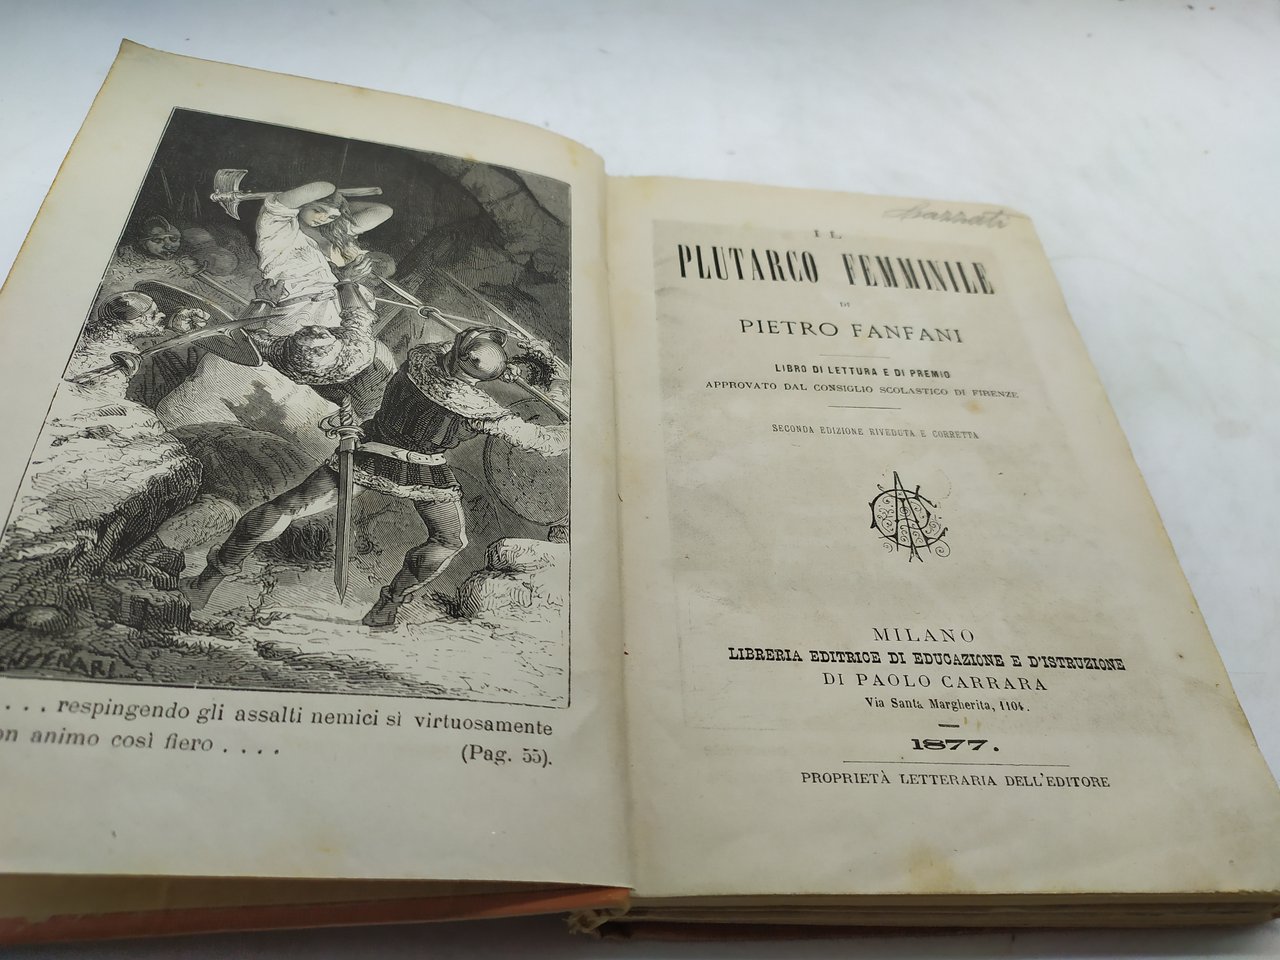 . . . . respingendo gli assalti nemici sì virtuosamente
animo così fiero . . . .
(Pag. 55).
IL
PLUTARCO FEMMINILE
DI
PIETRO FANFANI
LIBRO DI LETTURA E DI PREMIO
APPROVATO DAL CONSIGLIO SCOLASTICO DI FIRENZE
SECONDA EDIZIONE RIVEDUTA E CORRETTA
MILANO
LIBRERIA EDITRICE DI EDUCAZIONE E D'ISTRUZIONE
DI PAOLO CARRARA
Via Santa Margherita, 1104.
1877.
PROPRIETÀ LETTERARIA DELL'EDITORE